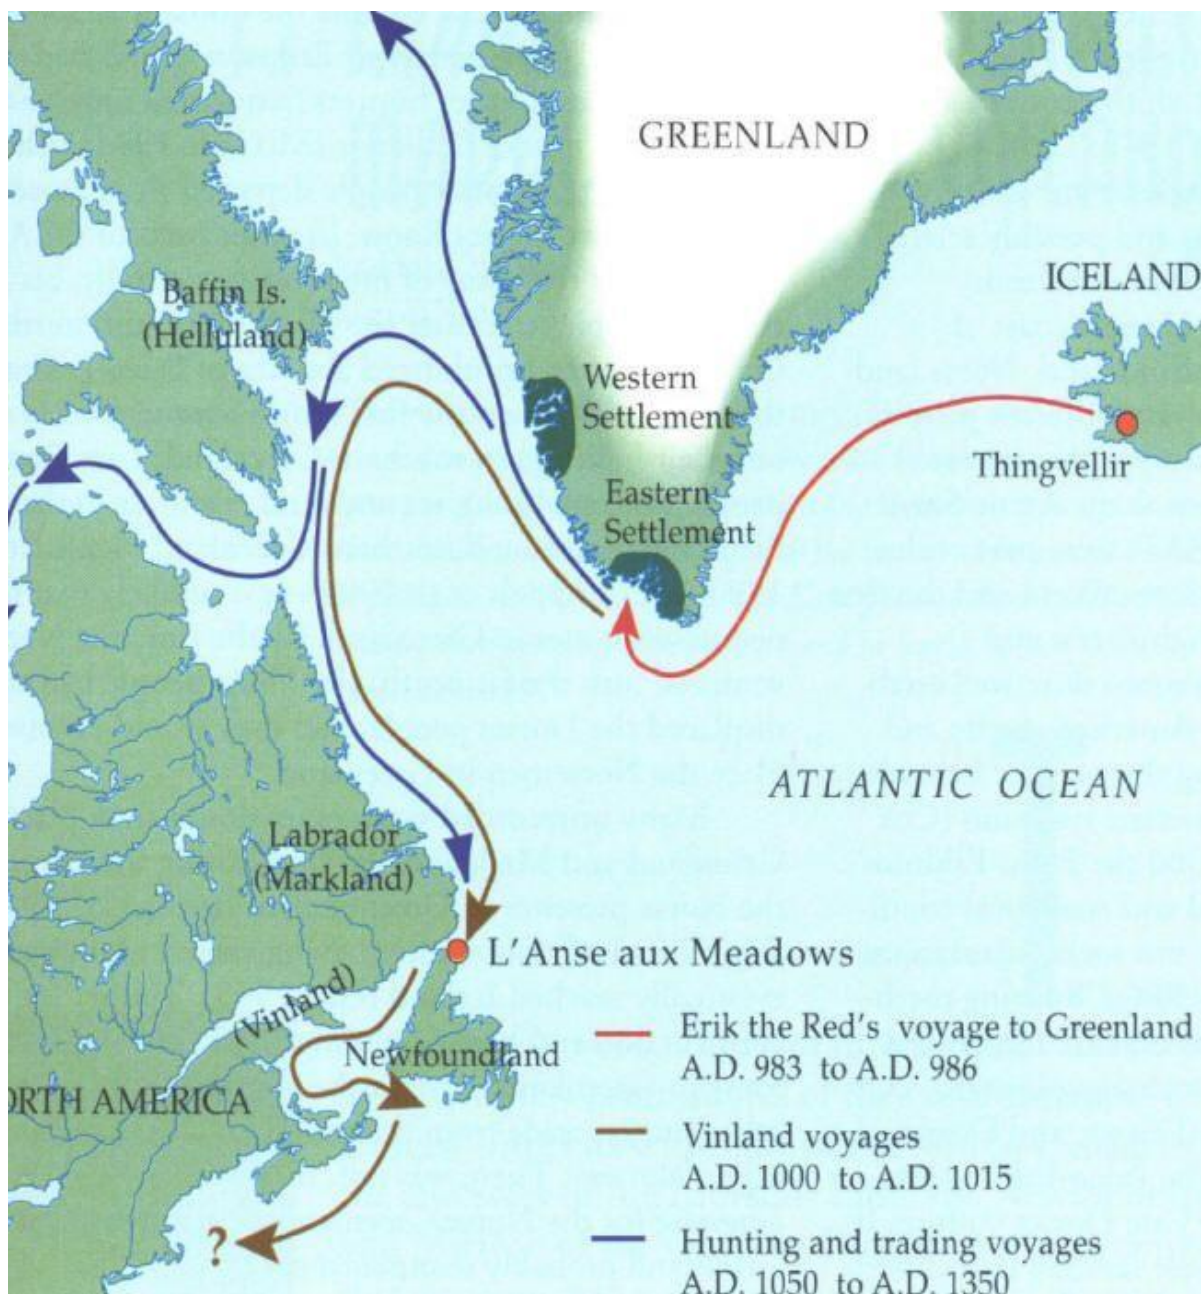 GREENLAND
ICELAND
Baffin Is.
(Helluland)
Western
Settlement
Thingvellir
Eastern
Settlement
ATLANTIC OCEAN
Labrador
(Markland)
L'Anse aux Meadows
(Vinland)
Newfoundland
ORTH AMERICA
?
Erik the Red's voyage to Greenland
A.D. 983 to A.D. 986
Vinland voyages
A.D. 1000 to A.D. 1015
Hunting and trading voyages
A.D. 1050 to A.D. 1350